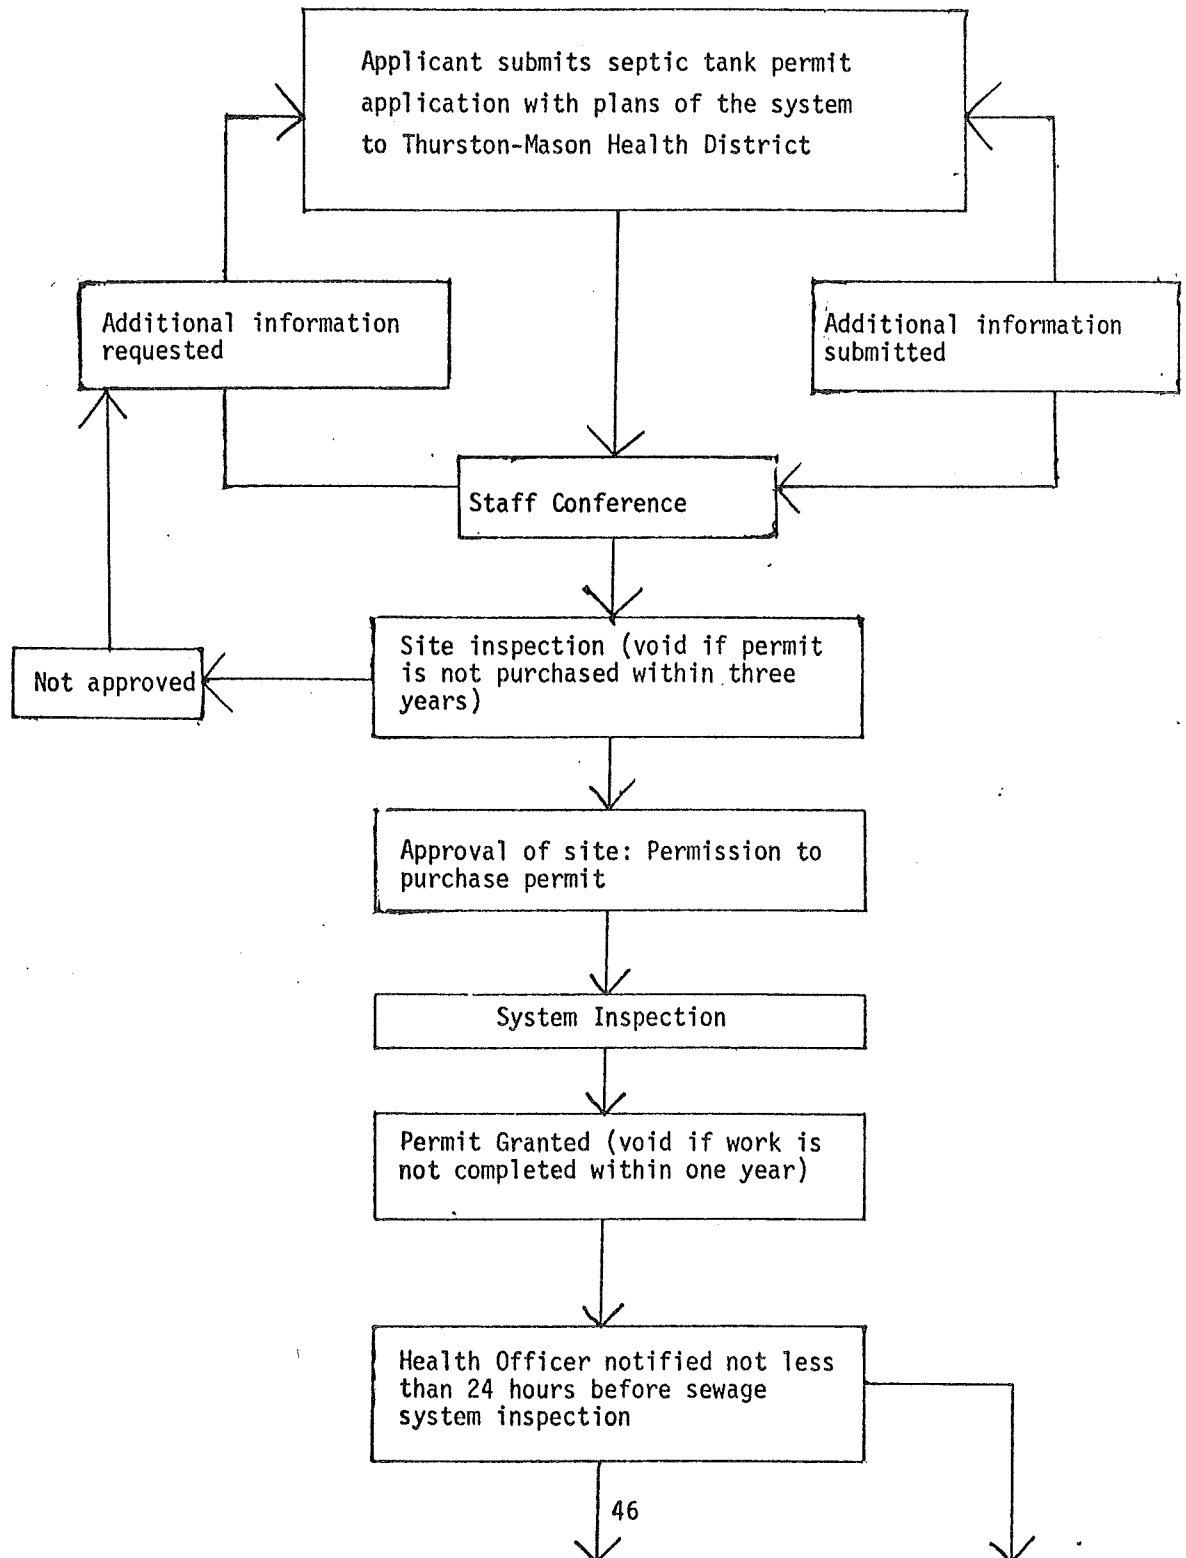 Applicant submits septic tank permit
application with plans of the system
to Thurston-Mason Health District
Additional information
requested
Additional information
submitted
Staff Conference
Site inspection (void if permit
is not purchased within three
years)
Not approved
Approval of site: Permission to
purchase permit
System Inspection
Permit Granted (void if work is
not completed within one year)
Health Officer notified not less
than 24 hours before sewage
system inspection
46